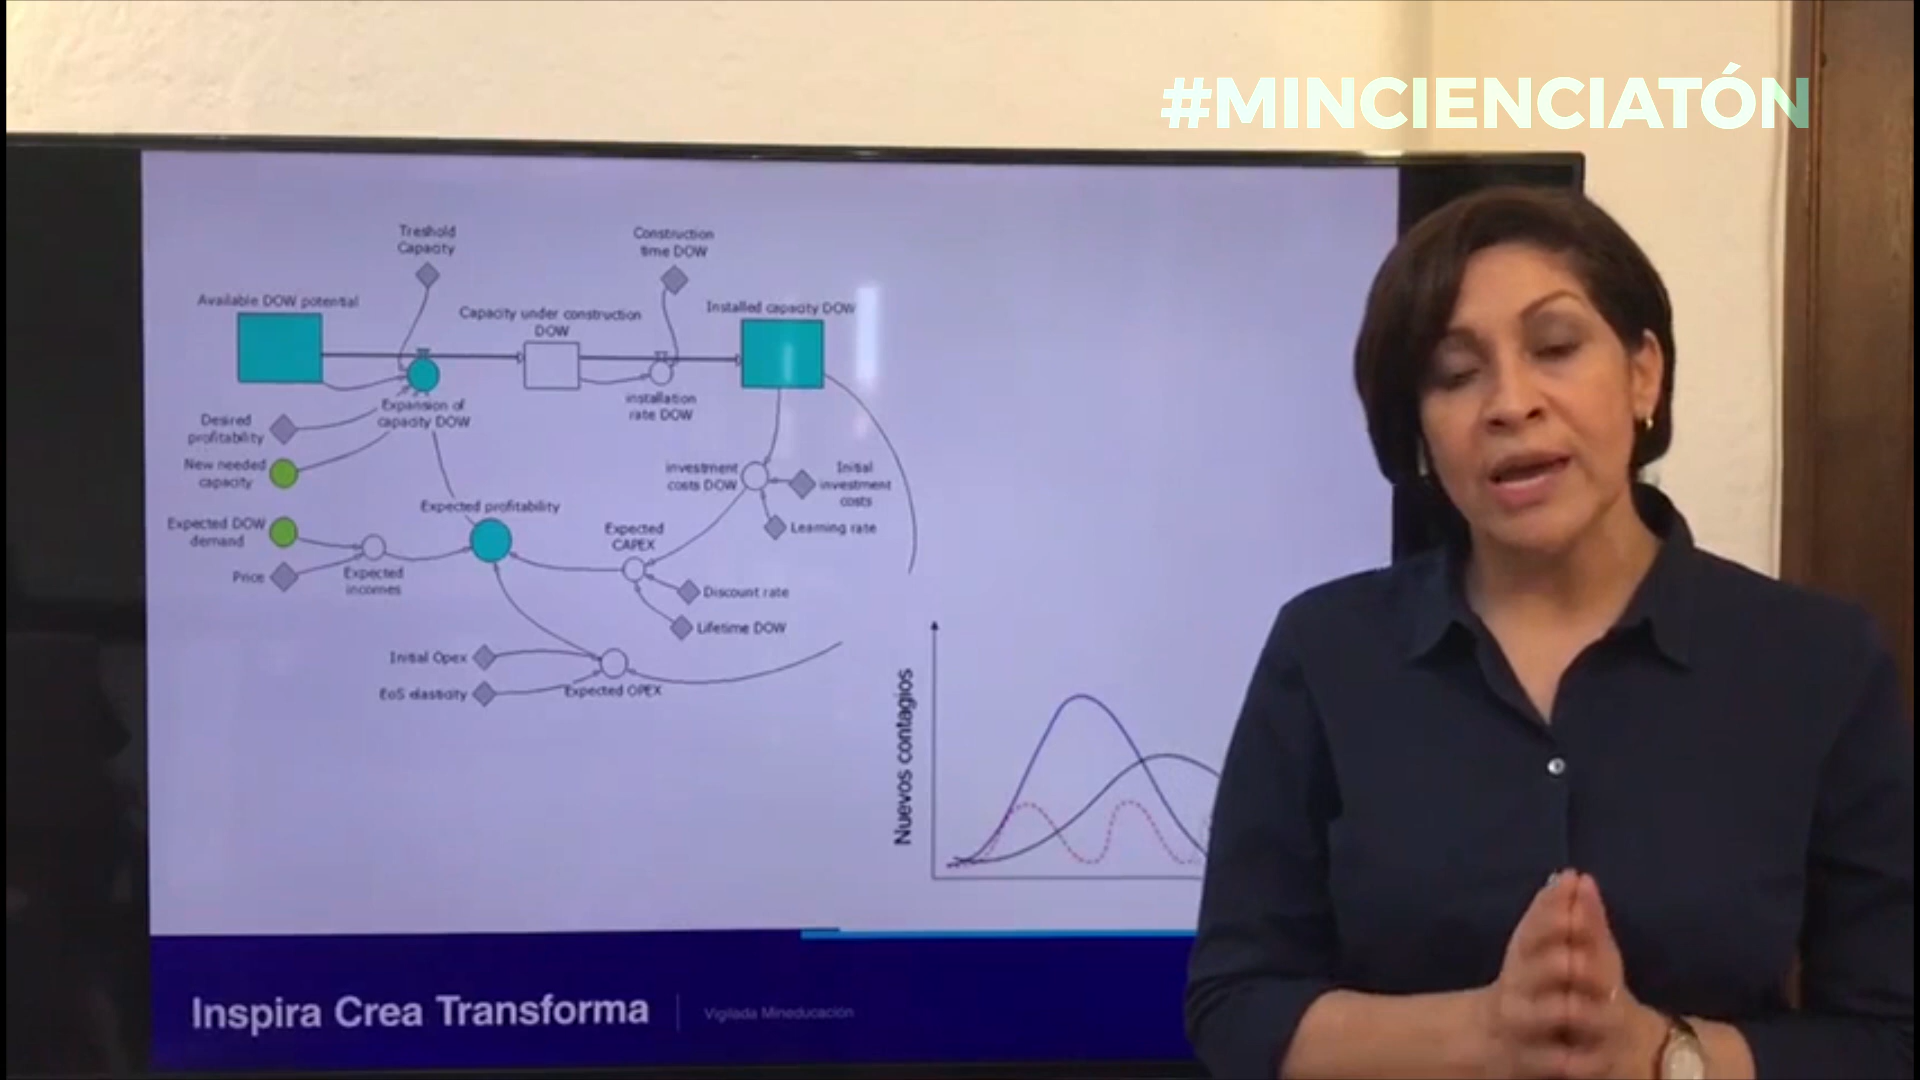 #MINCIENCIATÓN
Treshold
Capacity
Construction
time DOW
Available DOW potential
Capacity under construction
DOW
Installed capacity DOW
Expansion of
capacity DOW
installation
rate DOW
Desired
profitability
New needed
capacity
investment
costs DOW
Initial
investment
costs
Learning rate
Expected profitability
Expected DOW
demand
Expected
CAPEX
Price
Expected
incomes
Discount rate
Lifetime DOW
Initial Opex
EoS elasticity
Expected OPEX
Nuevos contagios
Inspira Crea Transforma
Vigilada Mineducación